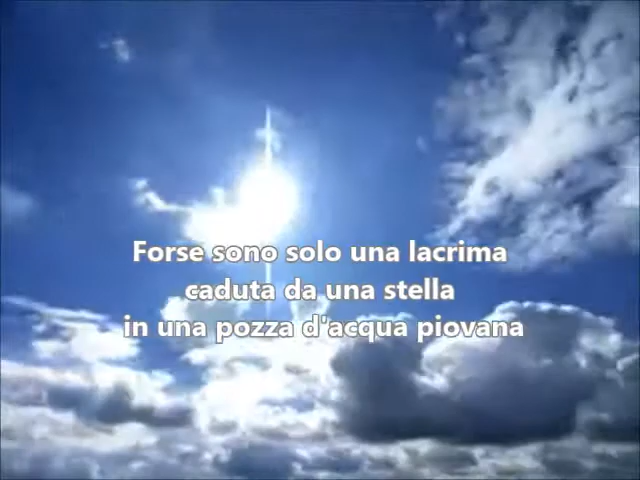 Forse sono solo una lacrima
caduta da una stella
in una pozza d'acqua piovana